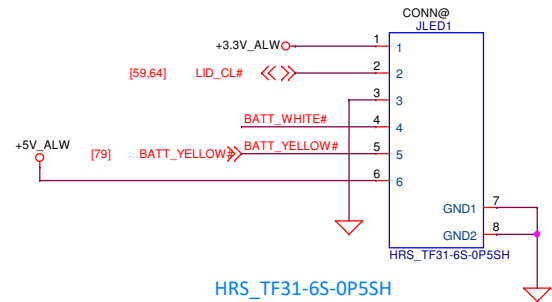 CONN@
JLED1
+3.3V_ALW 1 1
[59,64] LID_CL# 2 2
3 3
BATT_WHITE# 4 4
+5V_ALW [79] BATT_YELLOW# BATT_YELLOW# 5 5
6 6
GND1 7
GND2 8
HRS_TF31-6S-0P5SH
HRS_TF31-6S-0P5SH